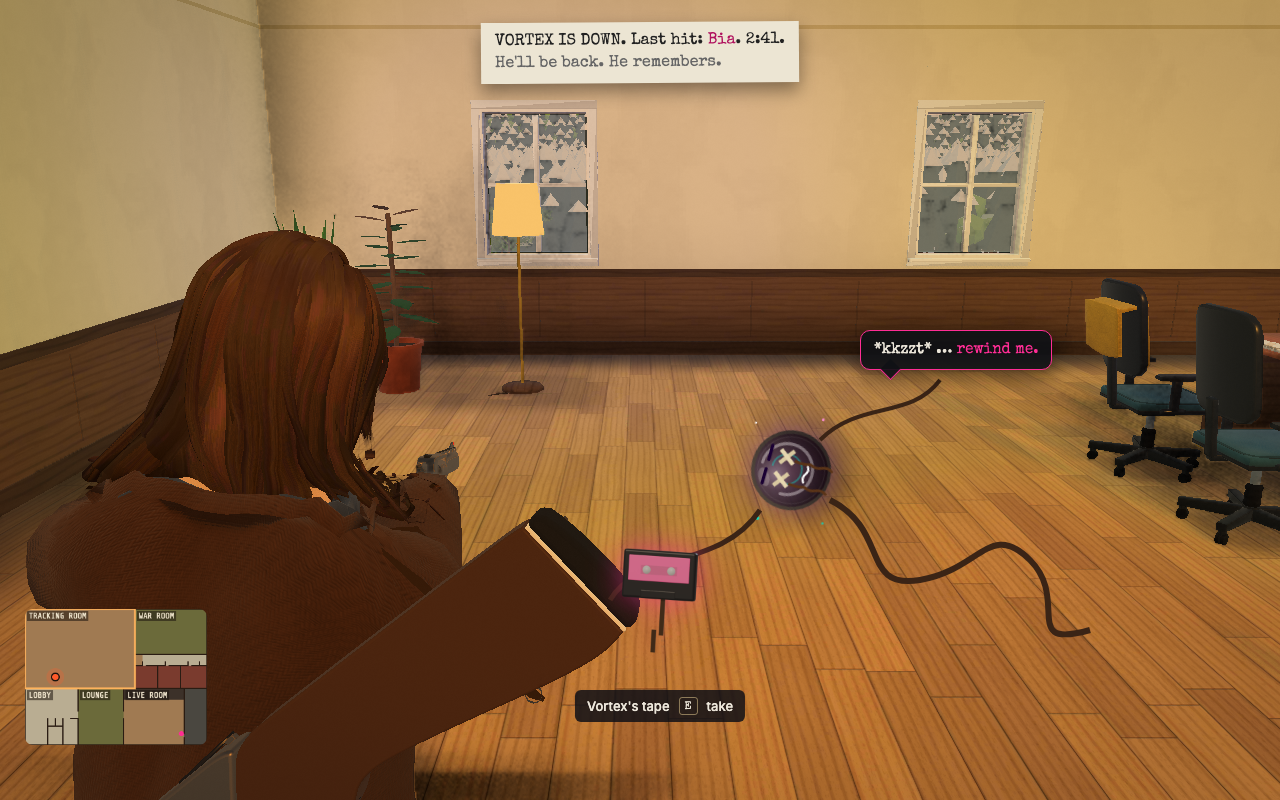 VORTEX IS DOWN. Last hit: Bia. 2:41.
He'll be back. He remembers.
*kkzzt* ... rewind me.
TRACKING ROOM
WAR ROOM
LOBBY
LOUNGE
LIVE ROOM
Vortex's tape E take